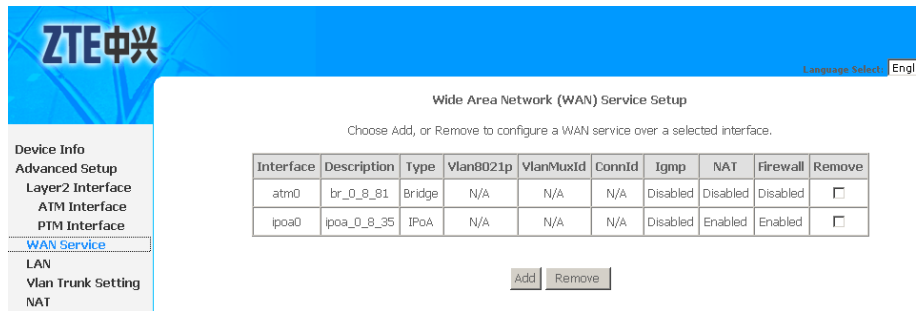 ZTE中兴
Language Select: Engl
Wide Area Network (WAN) Service Setup
Choose Add, or Remove to configure a WAN service over a selected interface.
Device Info
Advanced Setup
Layer2 Interface
ATM Interface
PTM Interface
WAN Service
LAN
Vlan Trunk Setting
NAT
Interface Description Type Vlan8021p VlanMuxId ConnId Igmp NAT Firewall Remove
atm0 br_0_8_81 Bridge N/A N/A N/A Disabled Disabled Disabled
ipoa0 ipoa_0_8_35 IPoA N/A N/A N/A Disabled Enabled Enabled
Add Remove